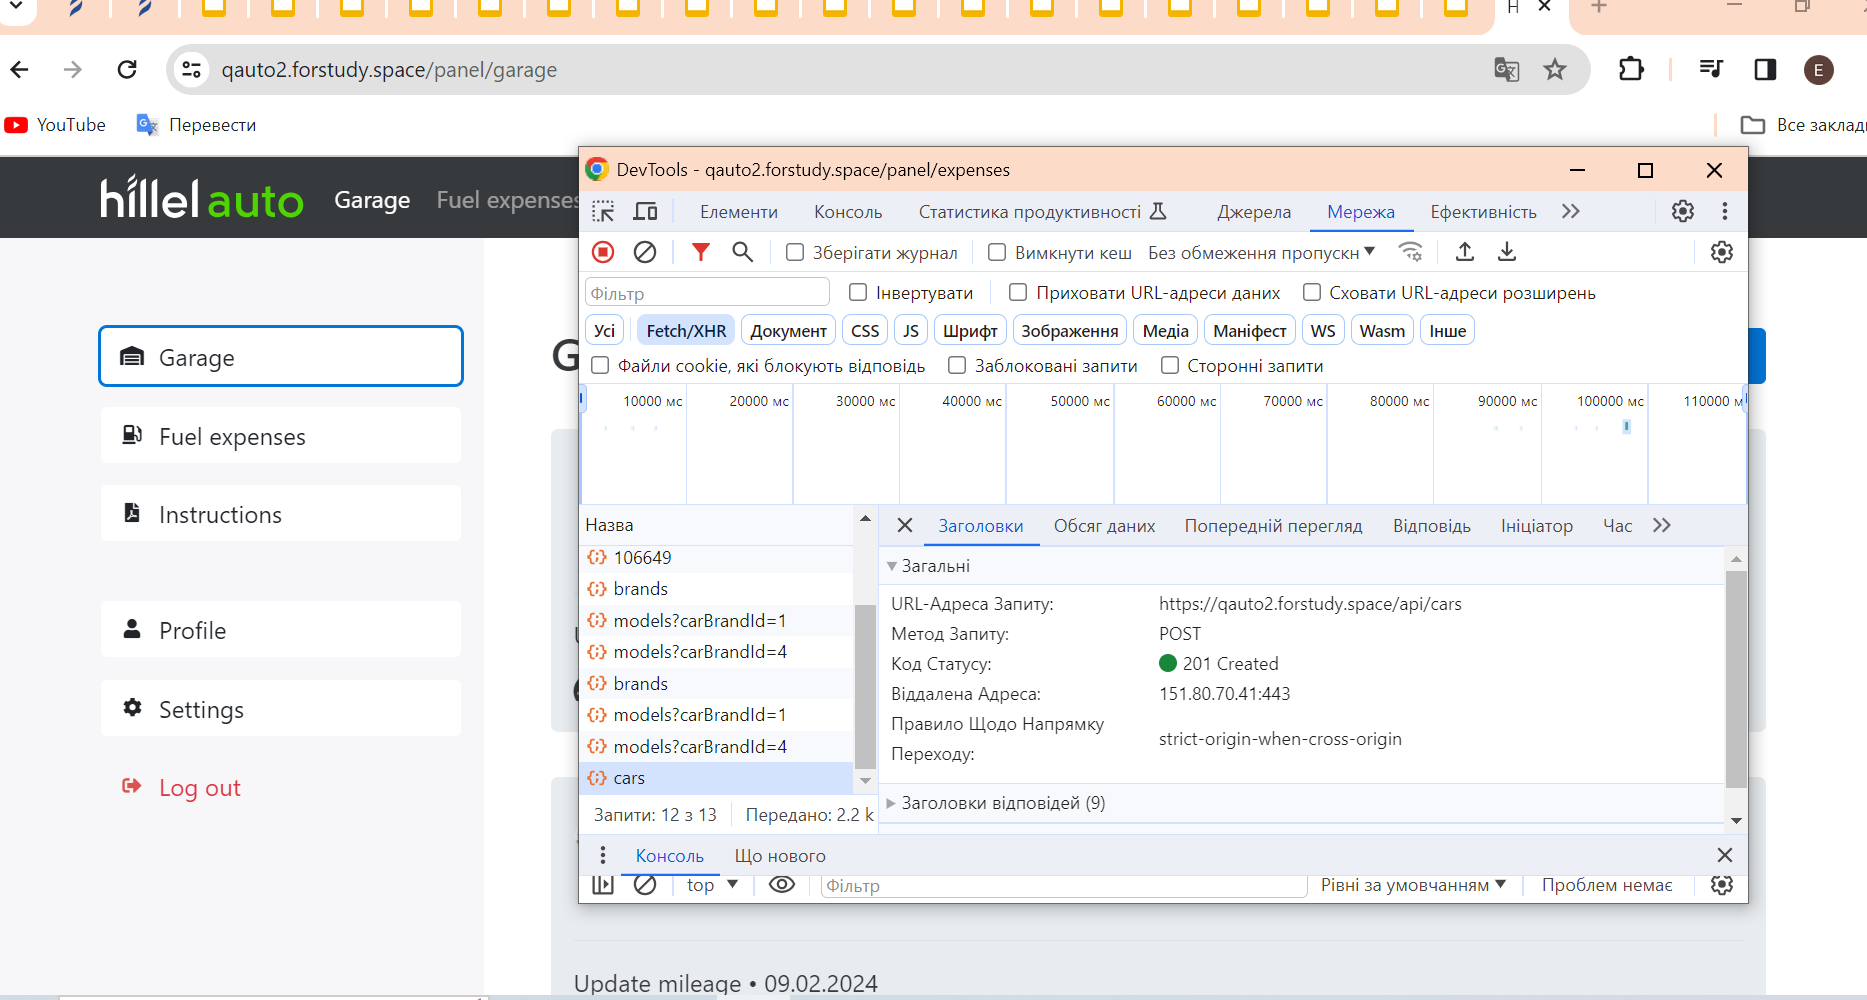 H
qauto2.forstudy.space/panel/garage
E
YouTube
Перевести
Все заклад
hillel auto
Garage
Fuel expenses
DevTools - qauto2.forstudy.space/panel/expenses
Елементи
Консоль
Статистика продуктивності
Джерела
Мережа
Ефективність
Зберігати журнал
Вимкнути кеш
Без обмеження пропускн
Фільтр
Інвертувати
Приховати URL-адреси даних
Сховати URL-адреси розширень
Усі
Fetch/XHR
Документ
CSS
JS
Шрифт
Зображення
Медіа
Маніфест
WS
Wasm
Інше
Файли cookie, які блокують відповідь
Заблоковані запити
Сторонні запити
10000 мс
20000 мс
30000 мс
40000 мс
50000 мс
60000 мс
70000 мс
80000 мс
90000 мс
100000 мс
110000 м
Назва
106649
brands
models?carBrandId=1
models?carBrandId=4
brands
models?carBrandId=1
models?carBrandId=4
cars
Запити: 12 з 13
Передано: 2.2 k
Заголовки
Обсяг даних
Попередній перегляд
Відповідь
Ініціатор
Час
Загальні
URL-Адреса Запиту:
https://qauto2.forstudy.space/api/cars
Метод Запиту:
POST
Код Статусу:
201 Created
Віддалена Адреса:
151.80.70.41:443
Правило Щодо Напрямку
Переходу:
strict-origin-when-cross-origin
Заголовки відповідей (9)
Консоль
Що нового
top
Фільтр
Рівні за умовчанням
Проблем немає
Garage
Fuel expenses
Instructions
Profile
Settings
Log out
G
Update mileage • 09.02.2024